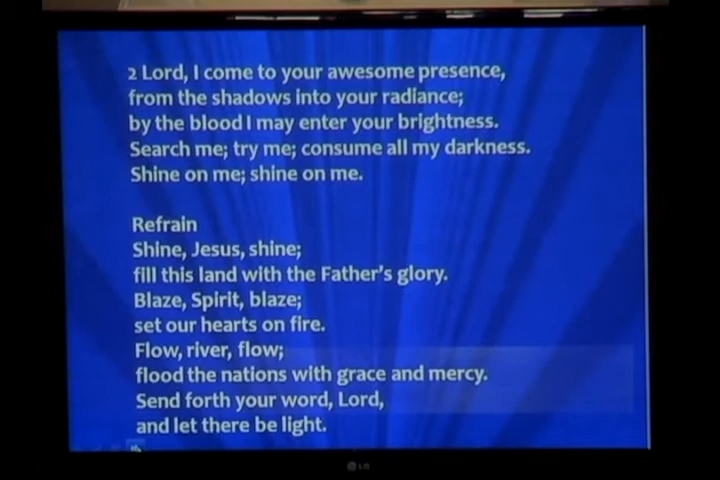 2 Lord, I come to your awesome presence,
from the shadows into your radiance;
by the blood I may enter your brightness.
Search me; try me; consume all my darkness.
Shine on me; shine on me.
Refrain
Shine, Jesus, shine;
fill this land with the Father's glory.
Blaze, Spirit, blaze;
set our hearts on fire.
Flow, river, flow;
flood the nations with grace and mercy.
Send forth your word, Lord,
and let there be light.
LG